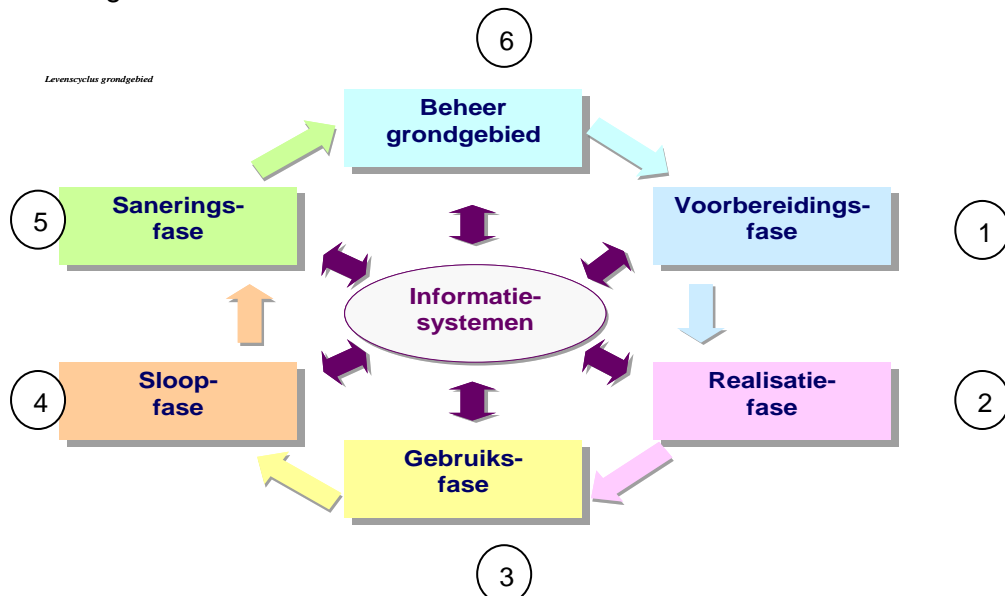 6
Levenscyclus grondgebied
Beheer
grondgebied
5
Sanerings-
fase
Voorbereidings-
fase
1
Informatie-
systemen
4
Sloop-
fase
Realisatie-
fase
2
Gebruiks-
fase
3